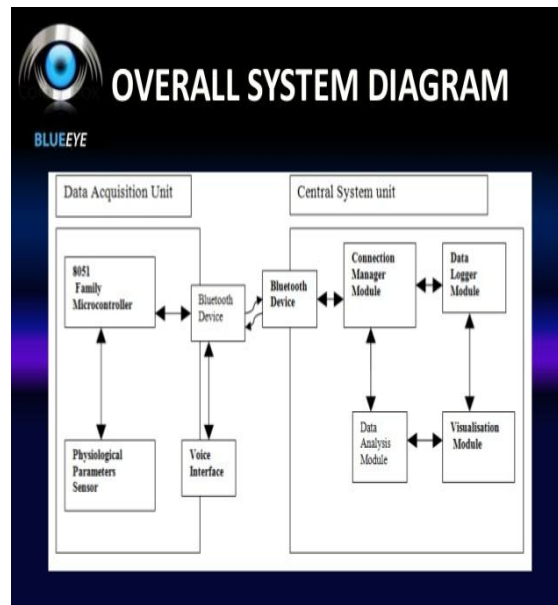 OVERALL SYSTEM DIAGRAM
BLUEEYE
Data Acquisition Unit
Central System unit
8051
Family
Microcontroller
Bluetooth
Device
Bluetooth
Device
Connection
Manager
Module
Data
Logger
Module
Physiological
Parameters
Sensor
Voice
Interface
Data
Analysis
Module
Visualisation
Module